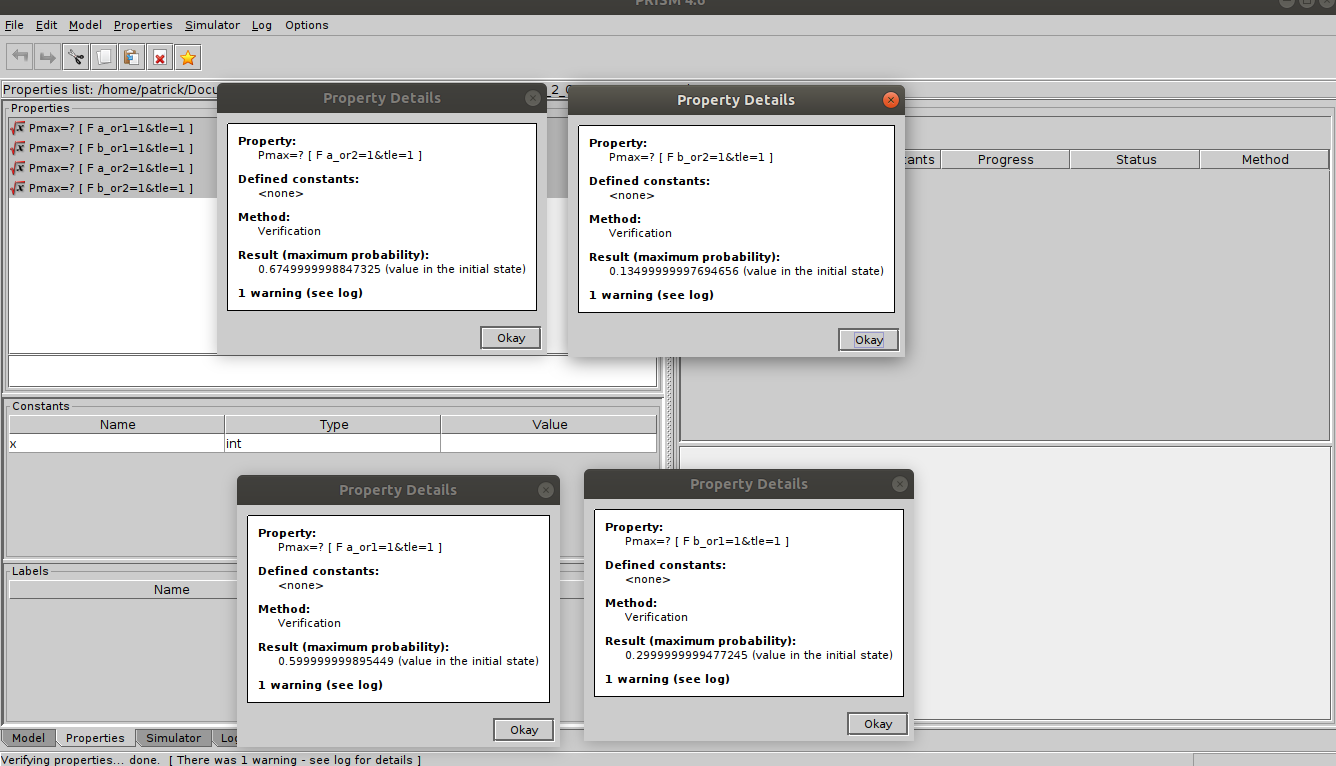 PRISM 4.6
File Edit Model Properties Simulator Log Options
Properties list: /home/patrick/Docu
_2_
Properties
Pmax=? [ F a_or1=1&tle=1 ]
Pmax=? [ F b_or1=1&tle=1 ]
Pmax=? [ F a_or2=1&tle=1 ]
Pmax=? [ F b_or2=1&tle=1 ]
Property Details
Property:
Pmax=? [ F a_or2=1&tle=1 ]
Defined constants:
<none>
Method:
Verification
Result (maximum probability):
0.6749999998847325 (value in the initial state)
1 warning (see log)
Okay
Property Details
Property:
Pmax=? [ F b_or2=1&tle=1 ]
Defined constants:
<none>
Method:
Verification
Result (maximum probability):
0.13499999997694656 (value in the initial state)
1 warning (see log)
Okay
tants Progress Status Method
Constants
Name Type Value
x int
Labels
Name
Property Details
Property:
Pmax=? [ F a_or1=1&tle=1 ]
Defined constants:
<none>
Method:
Verification
Result (maximum probability):
0.599999999895449 (value in the initial state)
1 warning (see log)
Okay
Property Details
Property:
Pmax=? [ F b_or1=1&tle=1 ]
Defined constants:
<none>
Method:
Verification
Result (maximum probability):
0.2999999999477245 (value in the initial state)
1 warning (see log)
Okay
Model Properties Simulator Lo
Verifying properties... done. [ There was 1 warning - see log for details ]